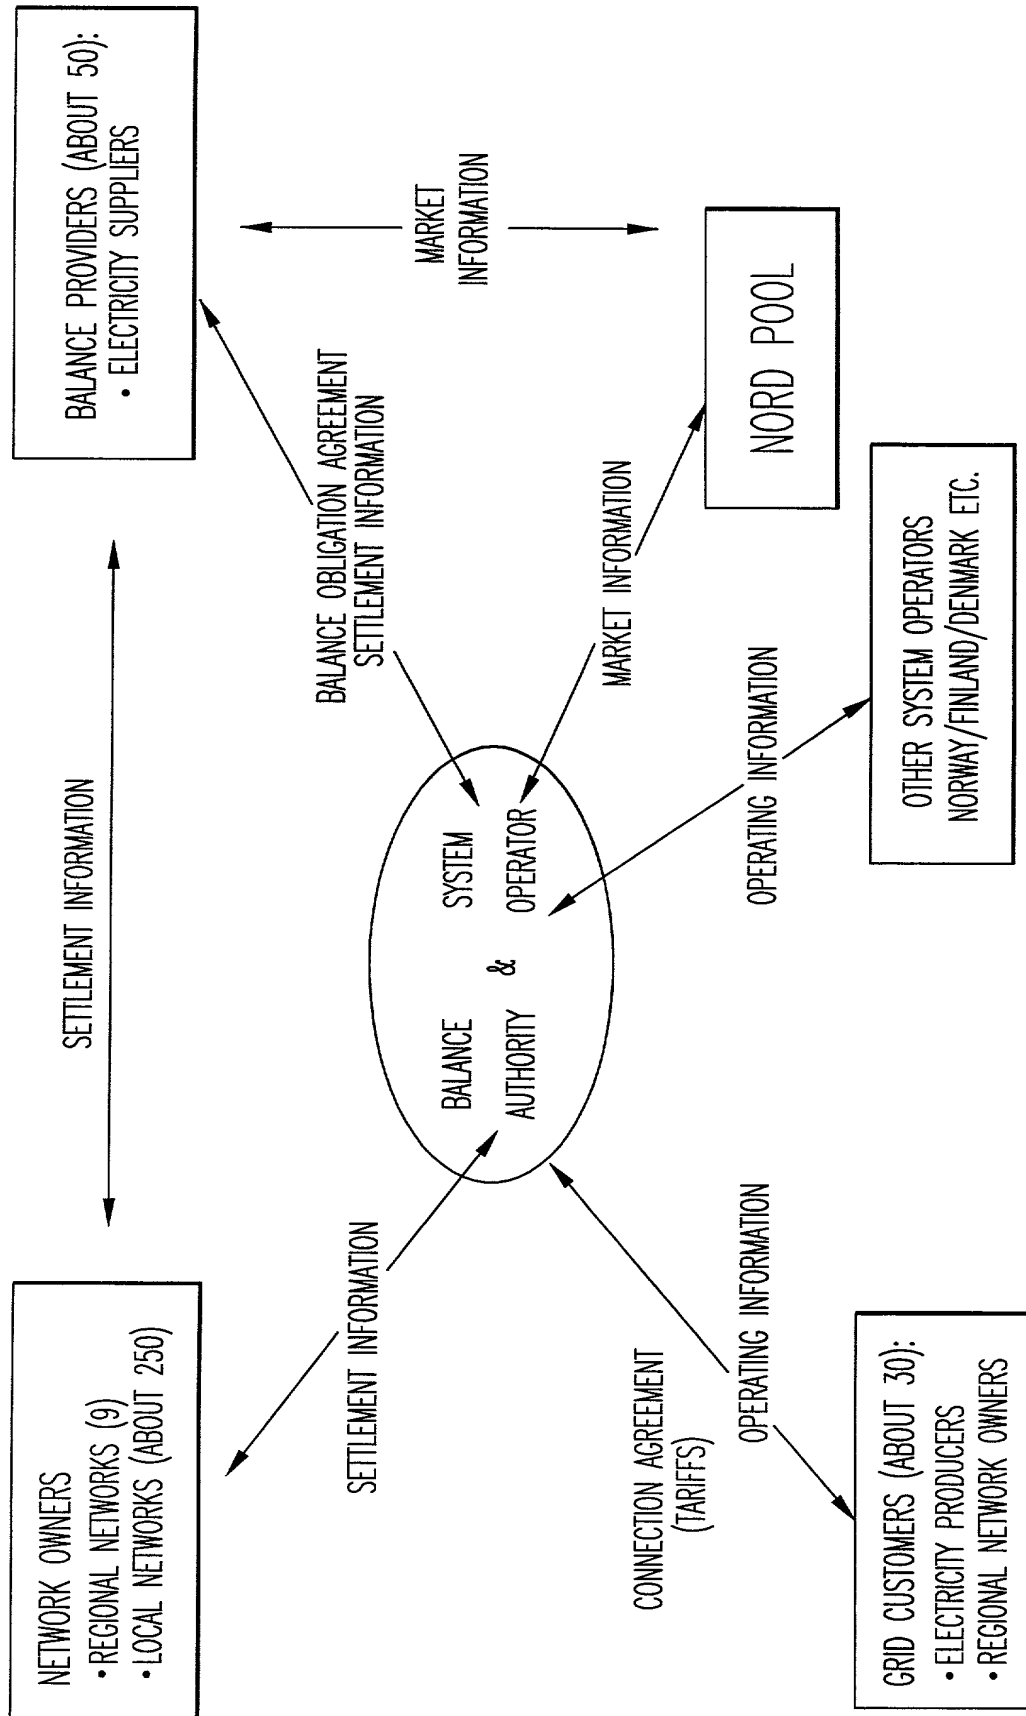 NETWORK OWNERS
• REGIONAL NETWORKS (9)
• LOCAL NETWORKS (ABOUT 250)
SETTLEMENT INFORMATION
BALANCE PROVIDERS (ABOUT 50):
• ELECTRICITY SUPPLIERS
SETTLEMENT INFORMATION
BALANCE OBLIGATION AGREEMENT
SETTLEMENT INFORMATION
MARKET
INFORMATION
BALANCE SYSTEM
&
AUTHORITY OPERATOR
CONNECTION AGREEMENT
(TARIFFS)
OPERATING INFORMATION
OPERATING INFORMATION
MARKET INFORMATION
NORD POOL
GRID CUSTOMERS (ABOUT 30):
• ELECTRICITY PRODUCERS
• REGIONAL NETWORK OWNERS
OTHER SYSTEM OPERATORS
NORWAY/FINLAND/DENMARK ETC.